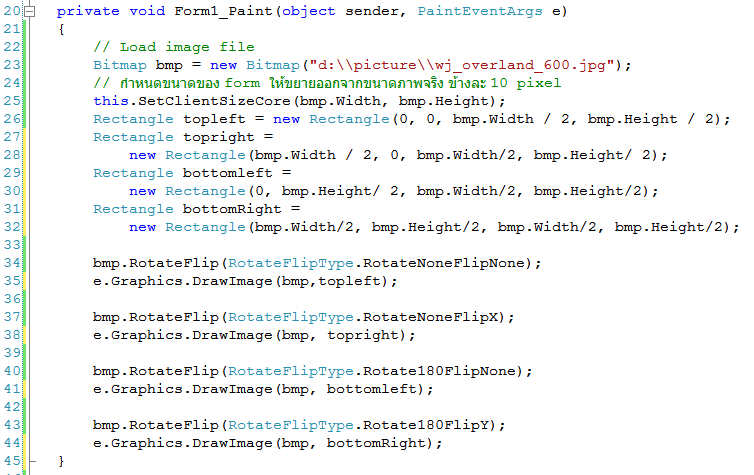 20 private void Form1_Paint(object sender, PaintEventArgs e)
21 {
22 // Load image file
23 Bitmap bmp = new Bitmap("d:\\picture\\wj_overland_600.jpg");
24 // กำหนดขนาดของ form ให้ขยายออกจากขนาดภาพจริง ข้างละ 10 pixel
25 this.SetClientSizeCore(bmp.Width, bmp.Height);
26 Rectangle topleft = new Rectangle(0, 0, bmp.Width / 2, bmp.Height / 2);
27 Rectangle topright =
28 new Rectangle(bmp.Width / 2, 0, bmp.Width/2, bmp.Height/ 2);
29 Rectangle bottomleft =
30 new Rectangle(0, bmp.Height/ 2, bmp.Width/2, bmp.Height/2);
31 Rectangle bottomRight =
32 new Rectangle(bmp.Width/2, bmp.Height/2, bmp.Width/2, bmp.Height/2);
33
34 bmp.RotateFlip(RotateFlipType.RotateNoneFlipNone);
35 e.Graphics.DrawImage(bmp,topleft);
36
37 bmp.RotateFlip(RotateFlipType.RotateNoneFlipX);
38 e.Graphics.DrawImage(bmp, topright);
39
40 bmp.RotateFlip(RotateFlipType.Rotate180FlipNone);
41 e.Graphics.DrawImage(bmp, bottomleft);
42
43 bmp.RotateFlip(RotateFlipType.Rotate180FlipY);
44 e.Graphics.DrawImage(bmp, bottomRight);
45 }